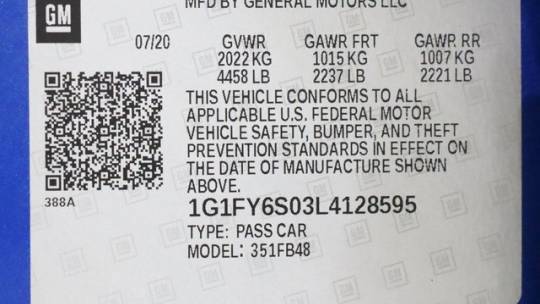 MFD BY GENERAL MOTORS LLC
GM
07/20 GVWR GAWR FRT GAWR RR
2022 KG 1015 KG 1007 KG
4458 LB 2237 LB 2221 LB
THIS VEHICLE CONFORMS TO ALL
APPLICABLE U.S. FEDERAL MOTOR
VEHICLE SAFETY, BUMPER, AND THEFT
PREVENTION STANDARDS IN EFFECT ON
THE DATE OF MANUFACTURE SHOWN
ABOVE.
388A
1G1FY6S03L4128595
TYPE: PASS CAR
MODEL: 351FB48